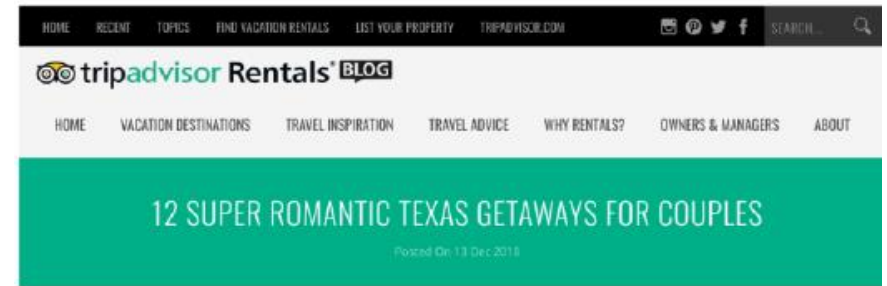 HOME RECENT TOPICS FIND VACATION RENTALS LIST YOUR PROPERTY TRIPADVISOR.COM SEARCH...
tripadvisor Rentals BLOG
HOME VACATION DESTINATIONS TRAVEL INSPIRATION TRAVEL ADVICE WHY RENTALS? OWNERS & MANAGERS ABOUT
12 SUPER ROMANTIC TEXAS GETAWAYS FOR COUPLES
Posted On 13 Dec 2018